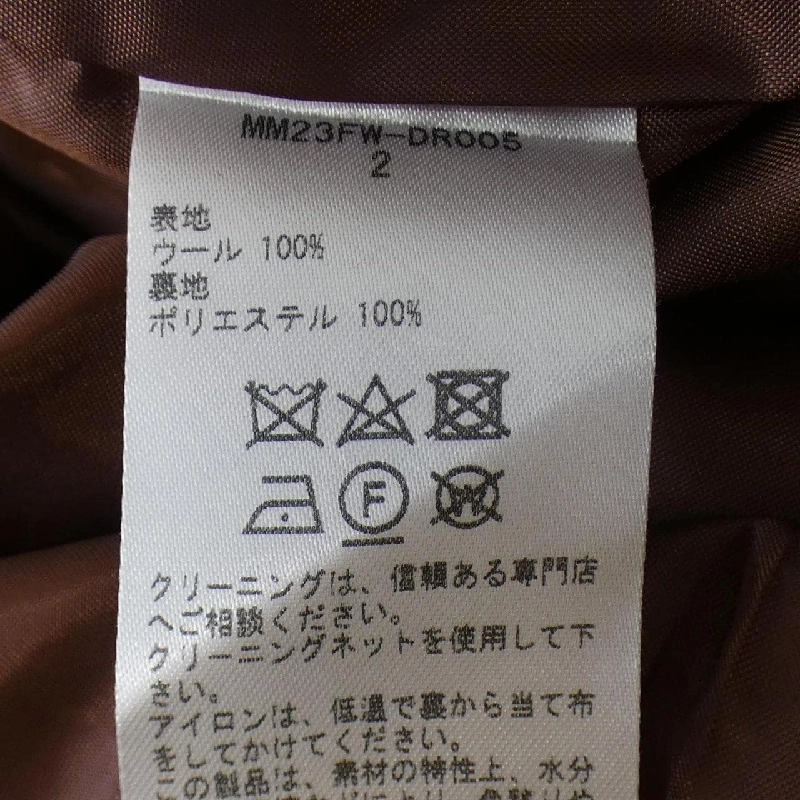 MM23FW-DR005
2
表地
ウール 100%
裏地
ポリエステル 100%
F
W
クリーニングは、信頼ある専門店
へご相談ください。
クリーニングネットを使用して下
さい。
アイロンは、低温で裏から当て布
をしてかけてください。
この製品は、素材の特性上、水分